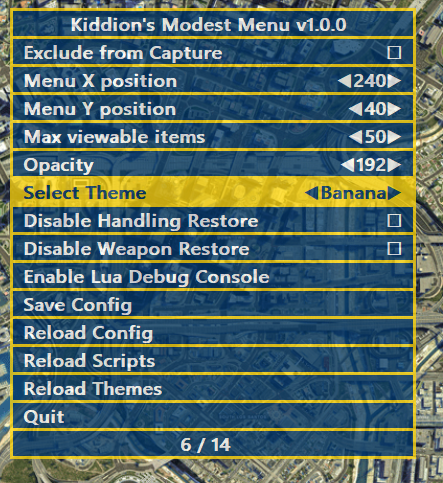 Kiddion's Modest Menu v1.0.0
Exclude from Capture ☐
Menu X position ◀240▶
Menu Y position ◀40▶
Max viewable items ◀50▶
Opacity ◀192▶
Select Theme ◀Banana▶
Disable Handling Restore ☐
Disable Weapon Restore ☐
Enable Lua Debug Console
Save Config
Reload Config
Reload Scripts
Reload Themes
Quit
6 / 14